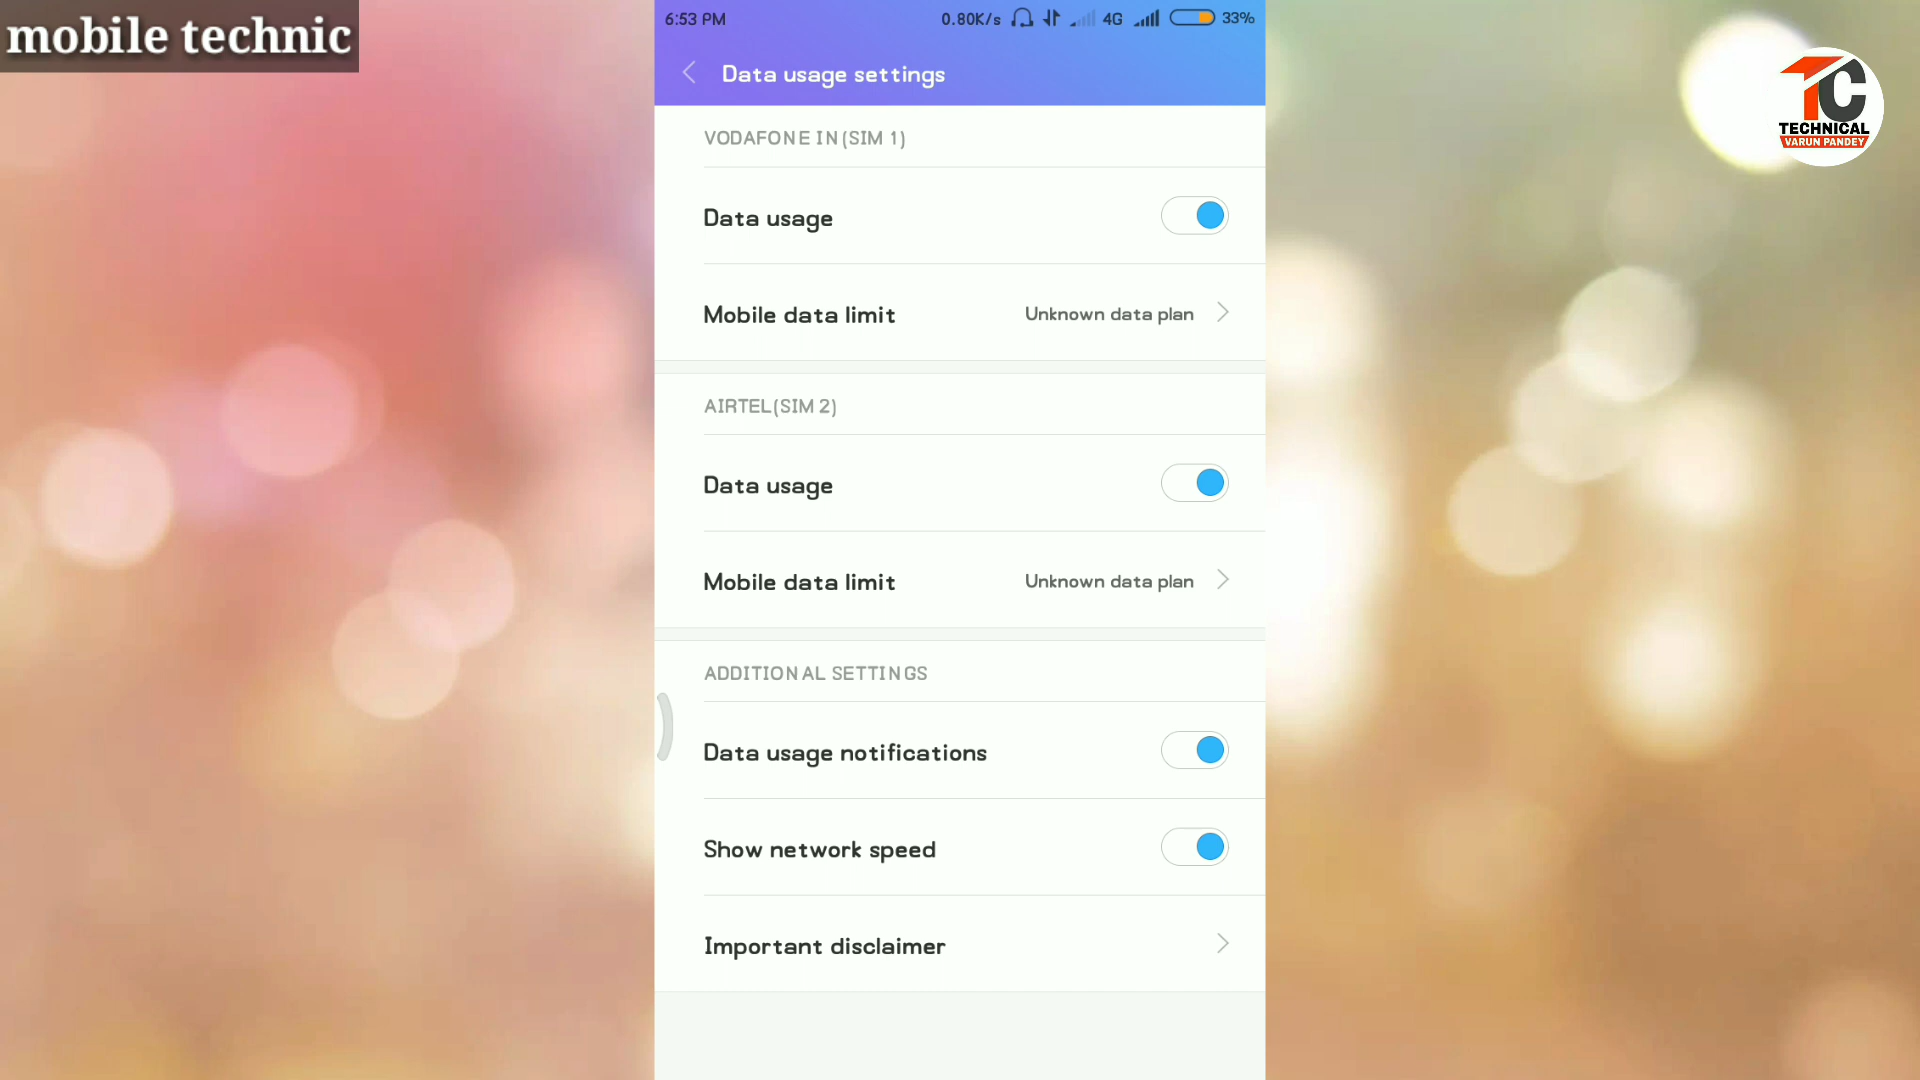 mobile technic
6:53 PM 0.80K/s 4G 33%
Data usage settings
TC
TECHNICAL
VARUN PANDEY
VODAFONE IN(SIM 1)
Data usage
Mobile data limit Unknown data plan
AIRTEL(SIM 2)
Data usage
Mobile data limit Unknown data plan
ADDITIONAL SETTINGS
Data usage notifications
Show network speed
Important disclaimer